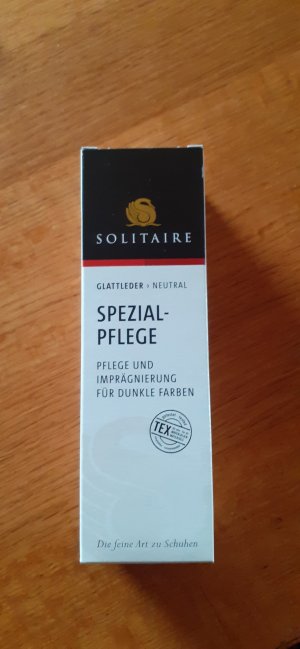 SOLITAIRE
GLATTLEDER › NEUTRAL
SPEZIAL-
PFLEGE
PFLEGE UND
IMPRÄGNIERUNG
FÜR DUNKLE FARBEN
TEX
Die feine Art zu Schuhen